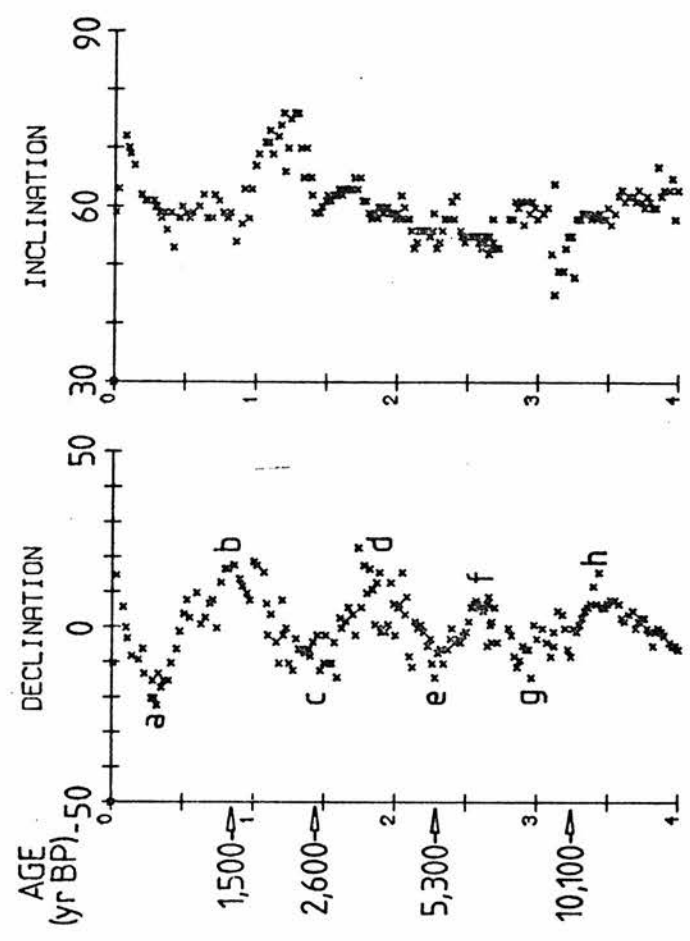 INCLINATION
30 60 90
0
1
2
3
4
DECLINATION
-50 0 50
0
1
2
3
4
a
b
c
d
e
f
g
h
AGE
(yr BP)
1,500
2,600
5,300
10,100